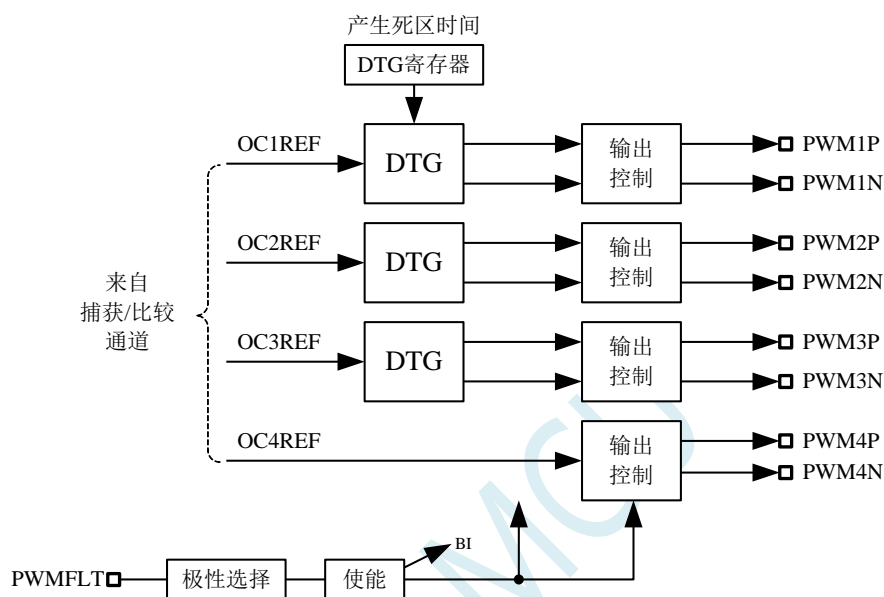 产生死区时间
DTG寄存器
OC1REF
DTG
输出
控制
PWM1P
PWM1N
OC2REF
DTG
输出
控制
PWM2P
PWM2N
来自
捕获/比较
通道
OC3REF
DTG
输出
控制
PWM3P
PWM3N
OC4REF
输出
控制
PWM4P
PWM4N
MCU
BI
PWMFLT
极性选择
使能